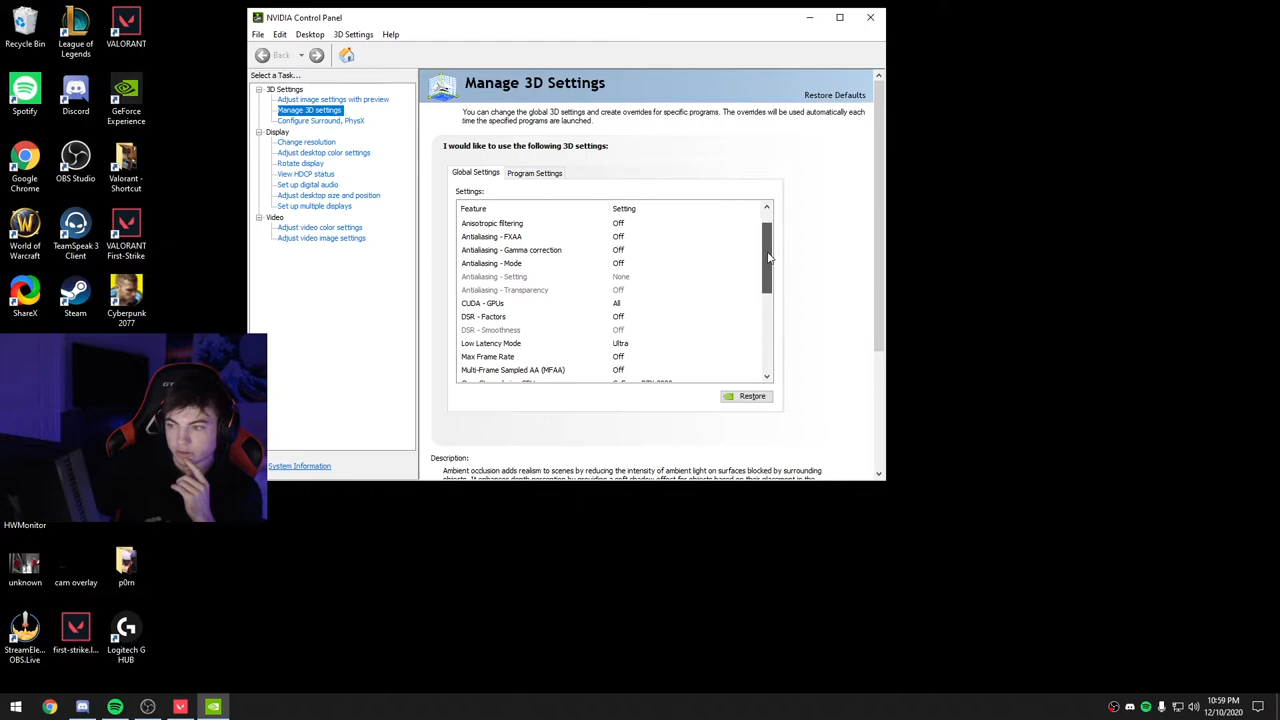 NVIDIA Control Panel
File Edit Desktop 3D Settings Help
Back
Select a Task...
3D Settings
Adjust image settings with preview
Manage 3D settings
Configure Surround, PhysX
Display
Change resolution
Adjust desktop color settings
Rotate display
View HDCP status
Set up digital audio
Adjust desktop size and position
Set up multiple displays
Video
Adjust video color settings
Adjust video image settings
System Information
Manage 3D Settings
Restore Defaults
You can change the global 3D settings and create overrides for specific programs. The overrides will be used automatically each
time the specified programs are launched.
I would like to use the following 3D settings:
Global Settings Program Settings
Settings:
Feature Setting
Anisotropic filtering Off
Antialiasing - FXAA Off
Antialiasing - Gamma correction Off
Antialiasing - Mode Off
Antialiasing - Setting None
Antialiasing - Transparency Off
CUDA - GPUs All
DSR - Factors Off
DSR - Smoothness Off
Low Latency Mode Ultra
Max Frame Rate Off
Multi-Frame Sampled AA (MFAA) Off
Restore
Description:
Ambient occlusion adds realism to scenes by reducing the intensity of ambient light on surfaces blocked by surrounding
Recycle Bin
League of
Legends
VALORANT
Spotify
Discord
GeForce
Experience
Google
Chrome
OBS Studio
Valorant -
Shortcut
World of
Warcraft
TeamSpeak 3
Client
VALORANT
First-Strike
ShareX
Steam
Cyberpunk
2077
GT
HWMonitor
unknown
cam overlay
p0rn
StreamEle...
OBS.Live
first-strike.l...
Logitech G
HUB
10:59 PM
12/10/2020